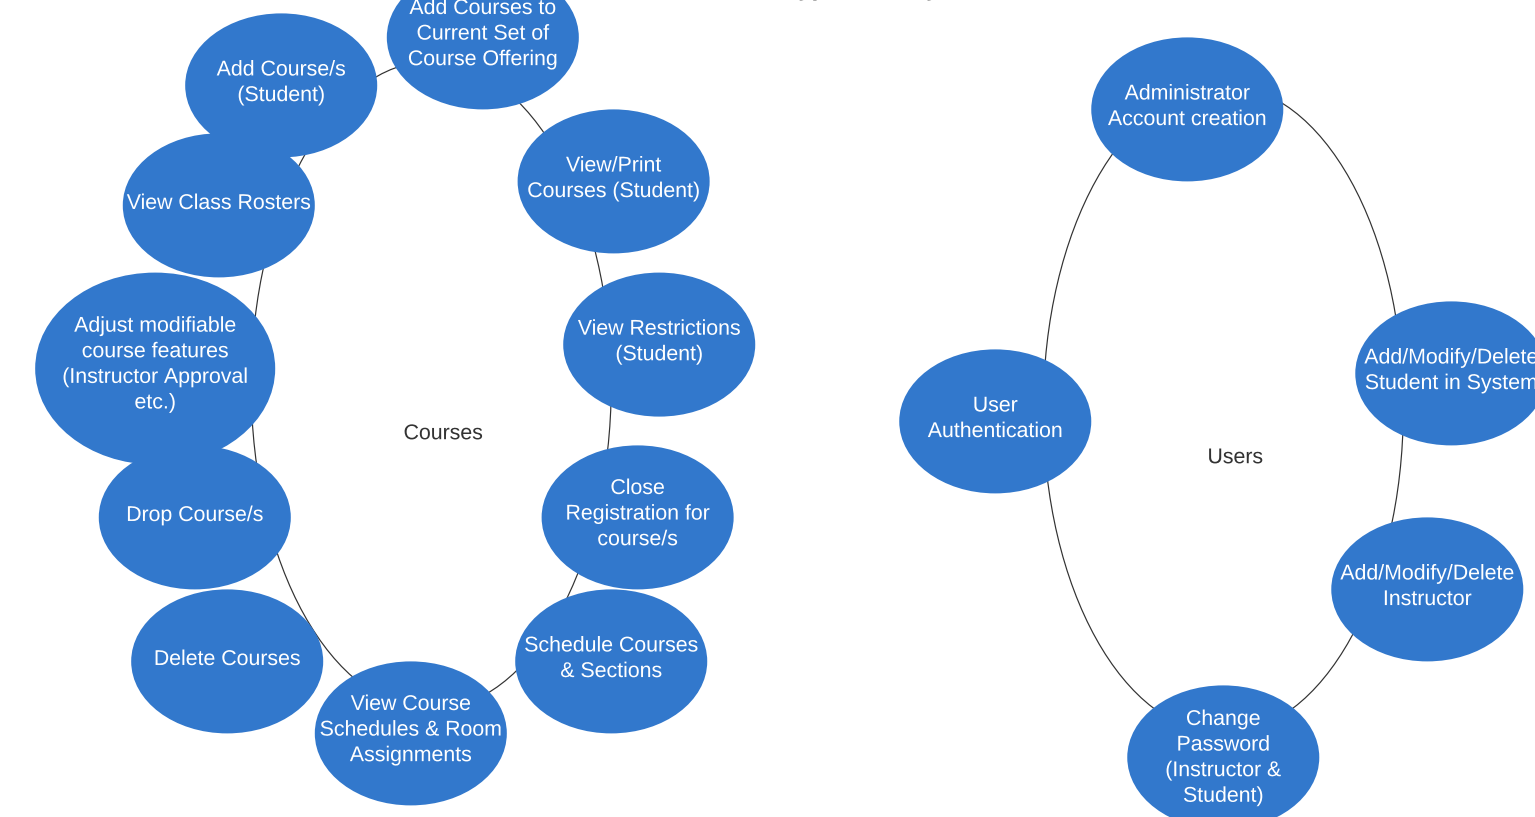 Add Courses to
Current Set of
Course Offering
Add Course/s
(Student)
View/Print
Courses (Student)
View Class Rosters
View Restrictions
(Student)
Adjust modifiable
course features
(Instructor Approval
etc.)
Courses
Close
Registration for
course/s
Drop Course/s
Schedule Courses
& Sections
Delete Courses
View Course
Schedules & Room
Assignments
Administrator
Account creation
Add/Modify/Delete
Student in System
User
Authentication
Users
Add/Modify/Delete
Instructor
Change
Password
(Instructor &
Student)